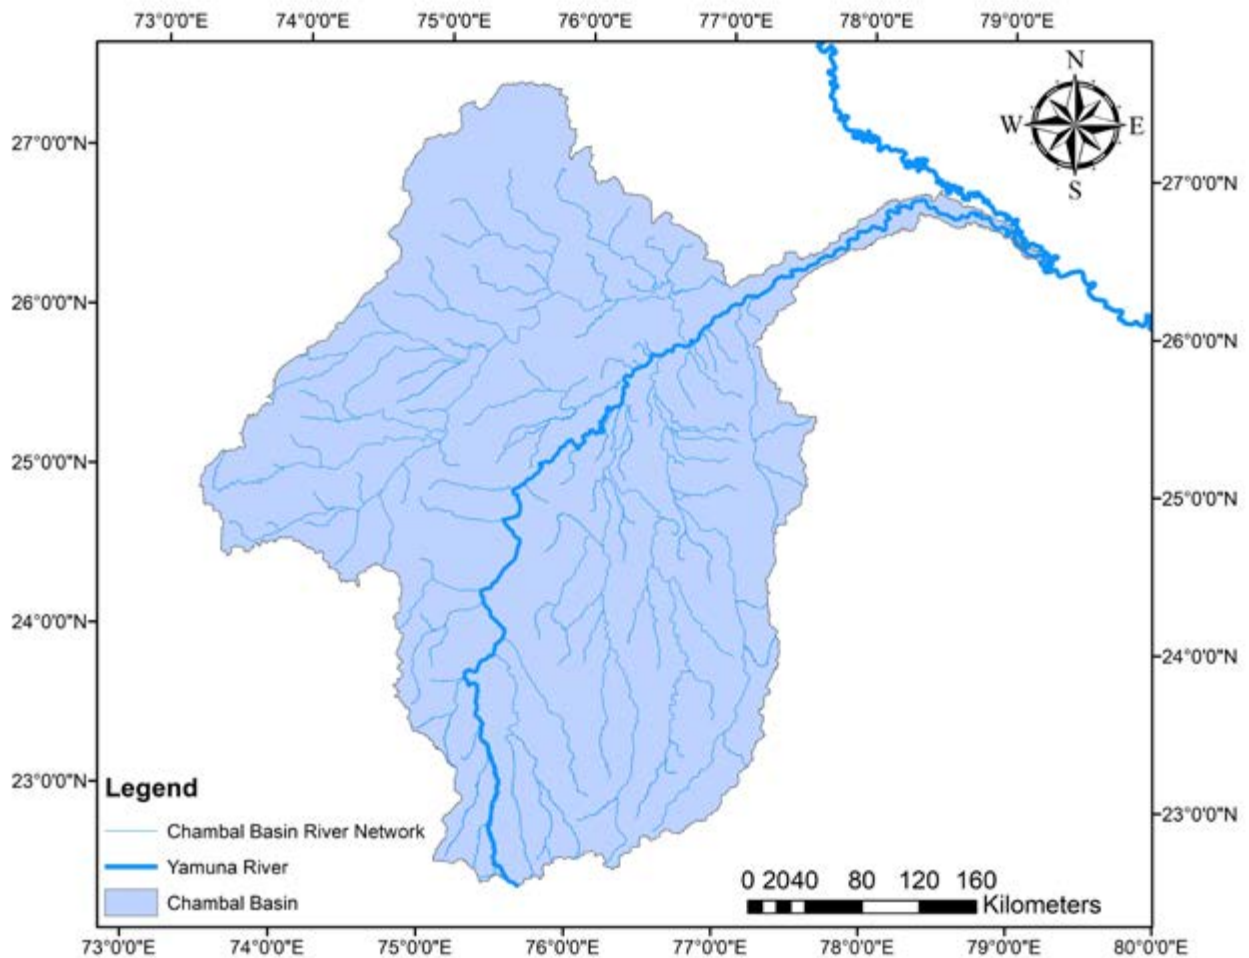 73°0'0"E 74°0'0"E 75°0'0"E 76°0'0"E 77°0'0"E 78°0'0"E 79°0'0"E
N
W E
S
27°0'0"N
27°0'0"N
26°0'0"N
26°0'0"N
25°0'0"N
25°0'0"N
24°0'0"N
24°0'0"N
23°0'0"N
23°0'0"N
Legend
Chambal Basin River Network
Yamuna River
Chambal Basin
0 2040 80 120 160
Kilometers
73°0'0"E 74°0'0"E 75°0'0"E 76°0'0"E 77°0'0"E 78°0'0"E 79°0'0"E 80°0'0"E